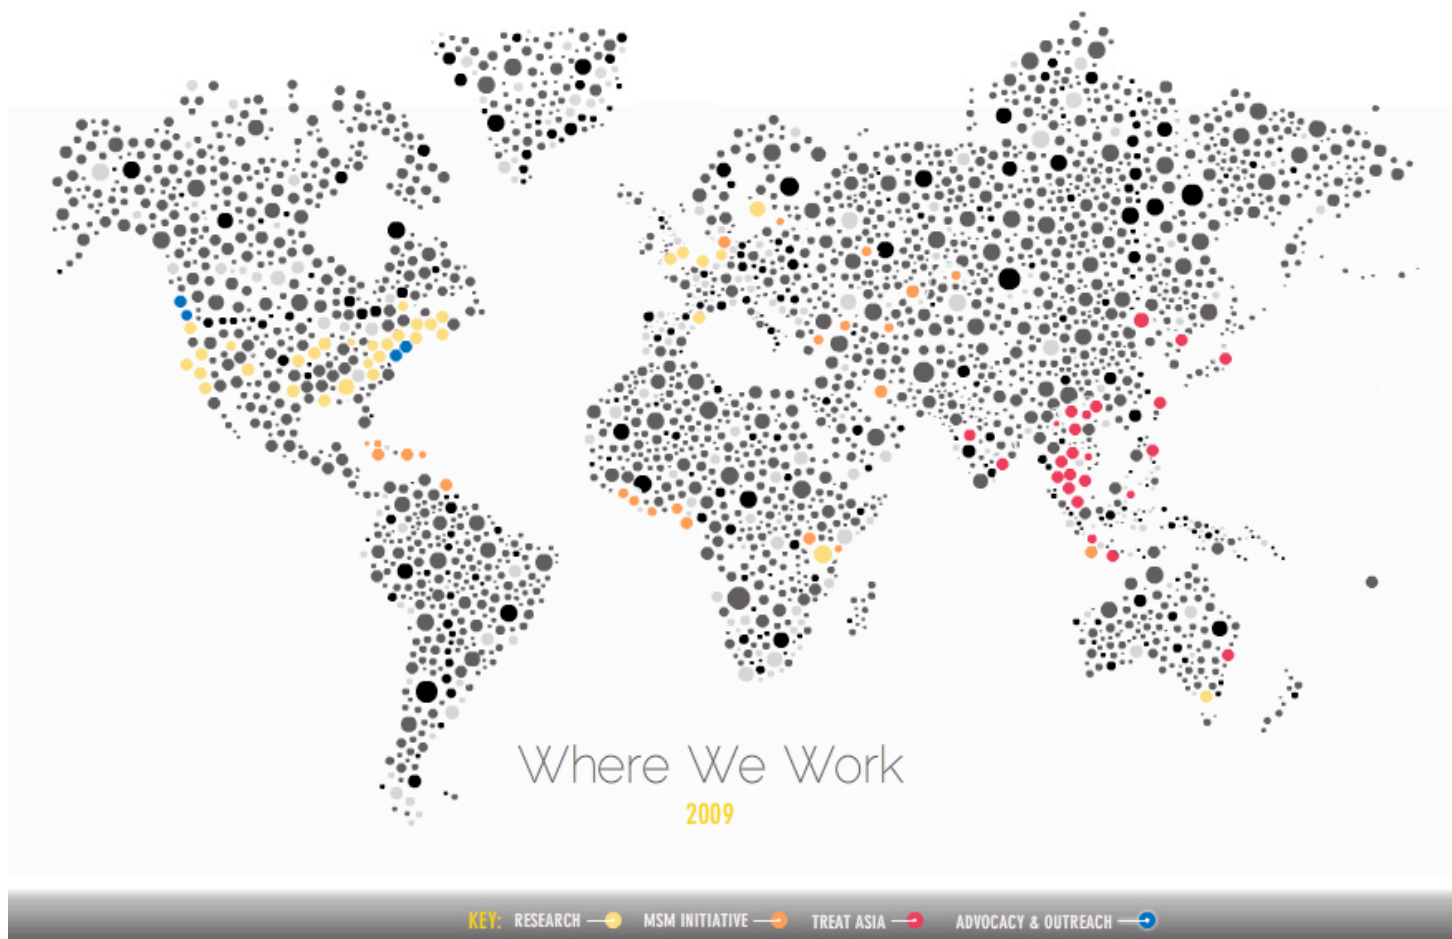 Where We Work
2009
KEY: RESEARCH MSM INITIATIVE TREAT ASIA ADVOCACY & OUTREACH